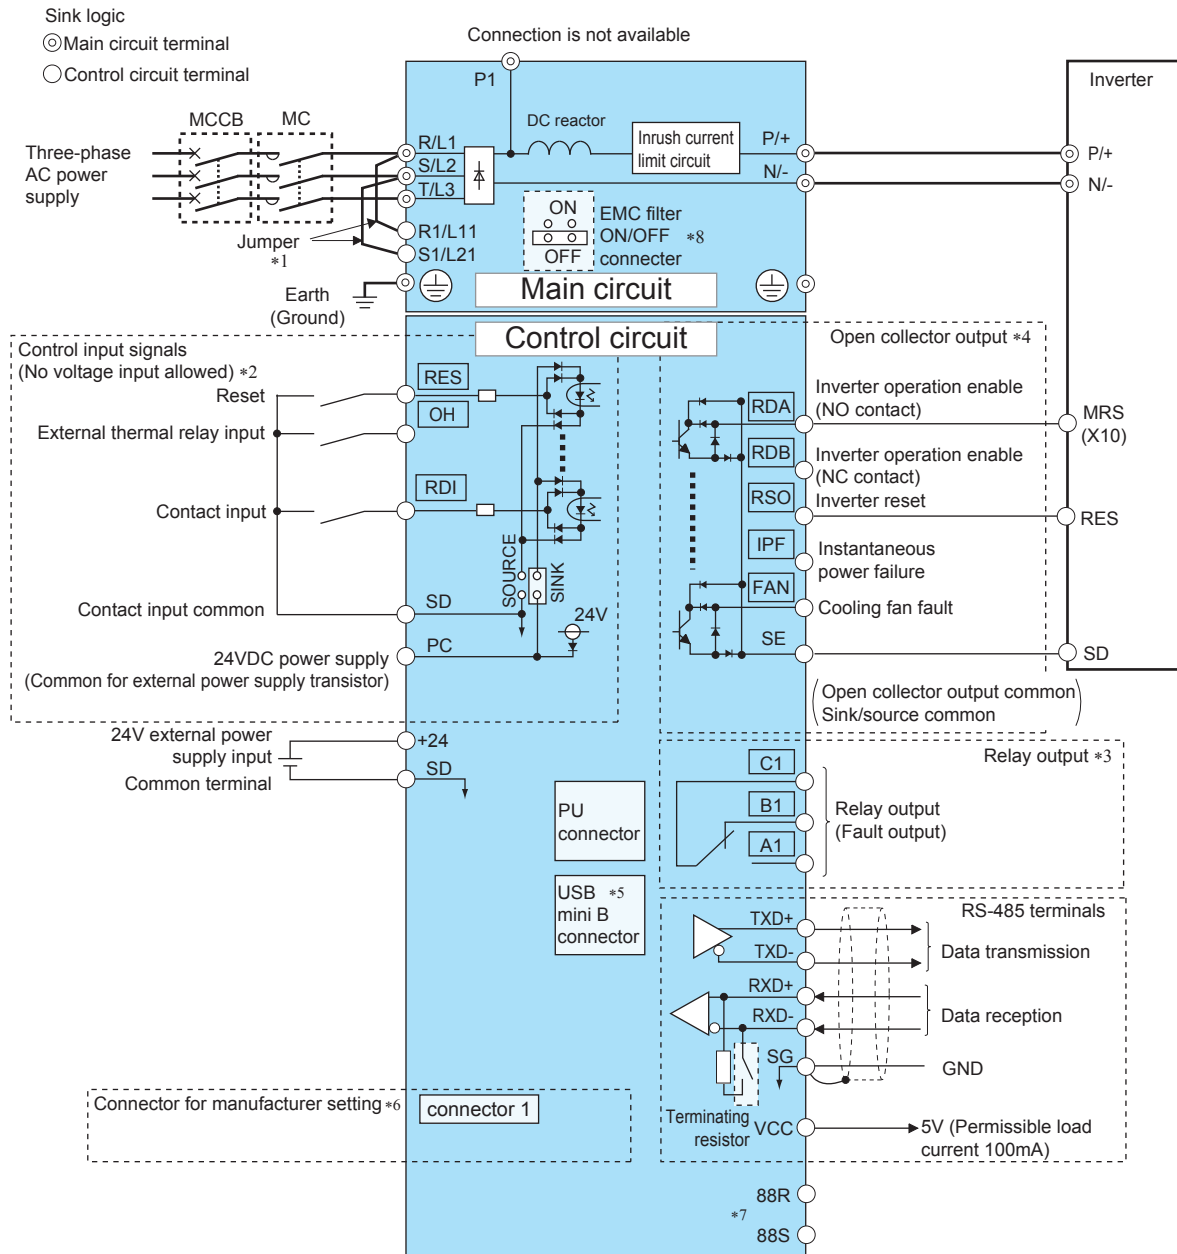 Sink logic
Main circuit terminal
Control circuit terminal
Connection is not available
P1
Inverter
MCCB
MC
DC reactor
Inrush current
limit circuit
Three-phase
AC power
supply
R/L1
S/L2
T/L3
P/+
N/-
P/+
N/-
R1/L11
S1/L21
Jumper
*1
ON
OFF
EMC filter
ON/OFF *8
connecter
Earth
(Ground)
Main circuit
Control circuit
Control input signals
(No voltage input allowed) *2
Reset
External thermal relay input
Contact input
Contact input common
24VDC power supply
(Common for external power supply transistor)
RES
OH
RDI
SD
PC
SOURCE
SINK
24V
Open collector output *4
RDA
RDB
RSO
IPF
FAN
SE
Inverter operation enable
(NO contact)
Inverter operation enable
(NC contact)
Inverter reset
Instantaneous
power failure
Cooling fan fault
MRS
(X10)
RES
SD
(Open collector output common
Sink/source common)
24V external power
supply input
Common terminal
+24
SD
PU
connector
USB *5
mini B
connector
Relay output *3
C1
B1
A1
Relay output
(Fault output)
RS-485 terminals
TXD+
TXD-
RXD+
RXD-
SG
VCC
Data transmission
Data reception
GND
Terminating
resistor
5V (Permissible load
current 100mA)
Connector for manufacturer setting *6
connector 1
88R
*7
88S